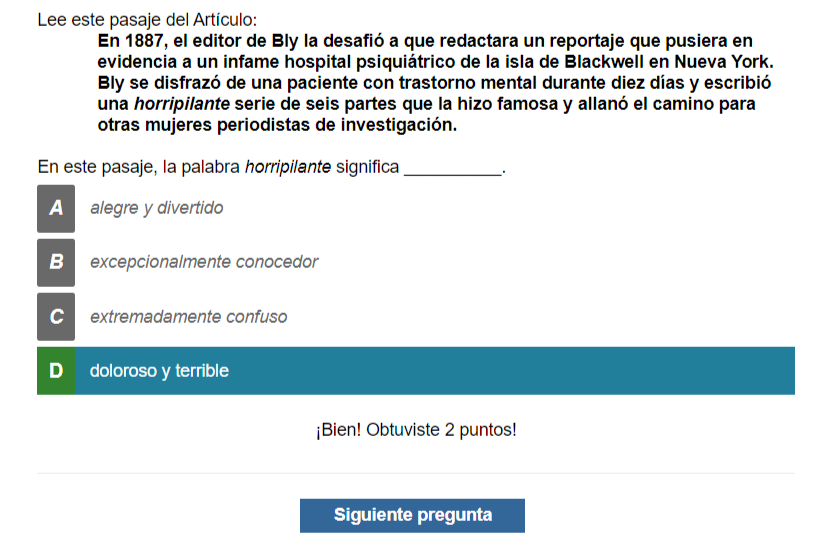 Lee este pasaje del Artículo:
En 1887, el editor de Bly la desafió a que redactara un reportaje que pusiera en
evidencia a un infame hospital psiquiátrico de la isla de Blackwell en Nueva York.
Bly se disfrazó de una paciente con trastorno mental durante diez días y escribió
una horripilante serie de seis partes que la hizo famosa y allanó el camino para
otras mujeres periodistas de investigación.
En este pasaje, la palabra horripilante significa __________.
A alegre y divertido
B excepcionalmente conocedor
C extremadamente confuso
D doloroso y terrible
¡Bien! Obtuviste 2 puntos!
Siguiente pregunta